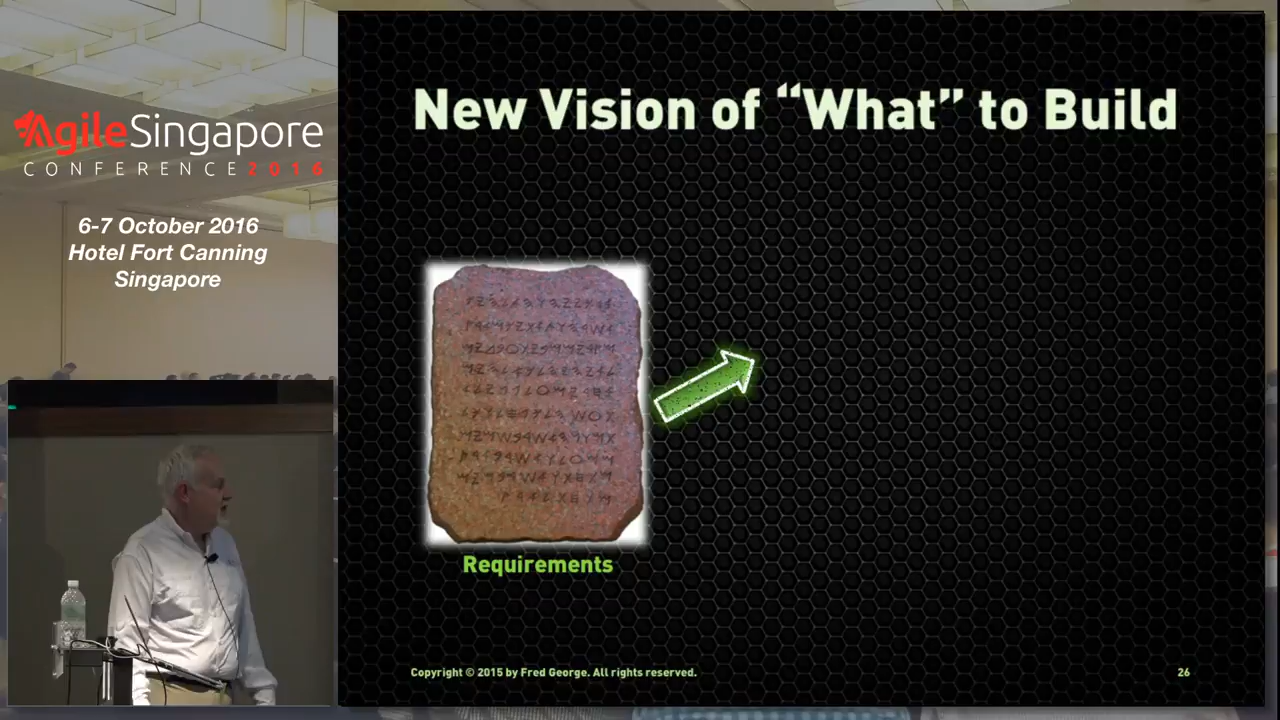 AgileSingapore
CONFERENCE 2016
6-7 October 2016
Hotel Fort Canning
Singapore
New Vision of “What” to Build
Requirements
Copyright © 2015 by Fred George. All rights reserved.
26